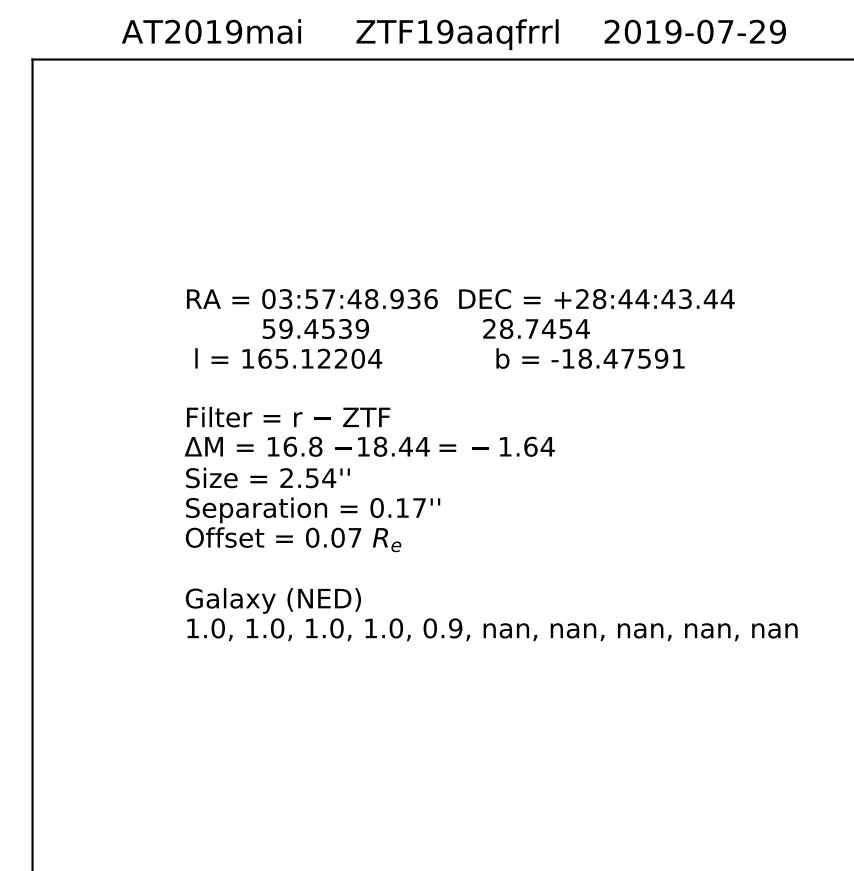 AT2019mai ZTF19aaqfrrl 2019-07-29
RA = 03:57:48.936 DEC = +28:44:43.44
59.4539 28.7454
l = 165.12204 b = -18.47591
Filter = r − ZTF
ΔM = 16.8 −18.44 = − 1.64
Size = 2.54''
Separation = 0.17''
Offset = 0.07 Re
Galaxy (NED)
1.0, 1.0, 1.0, 1.0, 0.9, nan, nan, nan, nan, nan